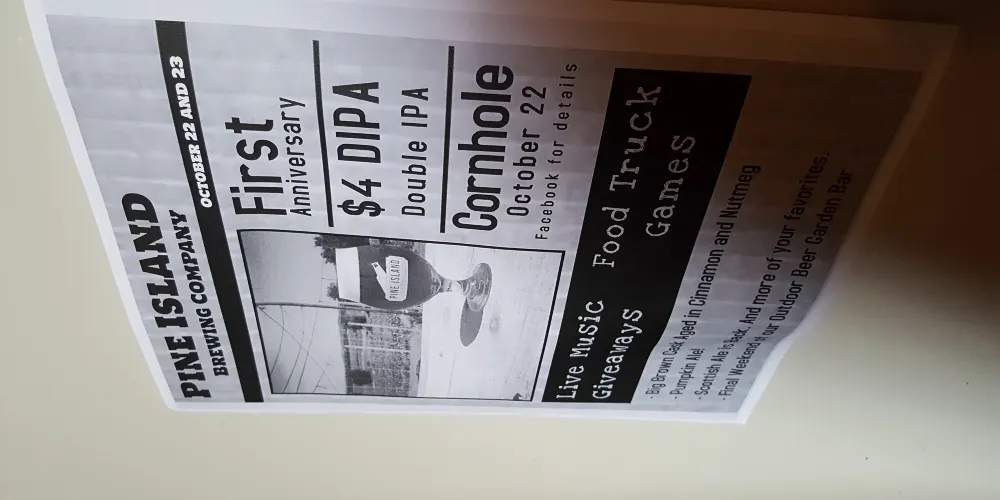 PINE ISLAND
BREWING COMPANY
OCTOBER 22 AND 23
First
Anniversary
$4 DIPA
Double IPA
Cornhole
October 22
Facebook for details
PINE ISLAND
Live Music Food Truck
Giveaways Games
- Big Brown Cask Aged in Cinnamon and Nutmeg
- Pumpkin Ale!
- Scottish Ale is Back. And more of your favorites.
- Final Weekend of our Outdoor Beer Garden Bar